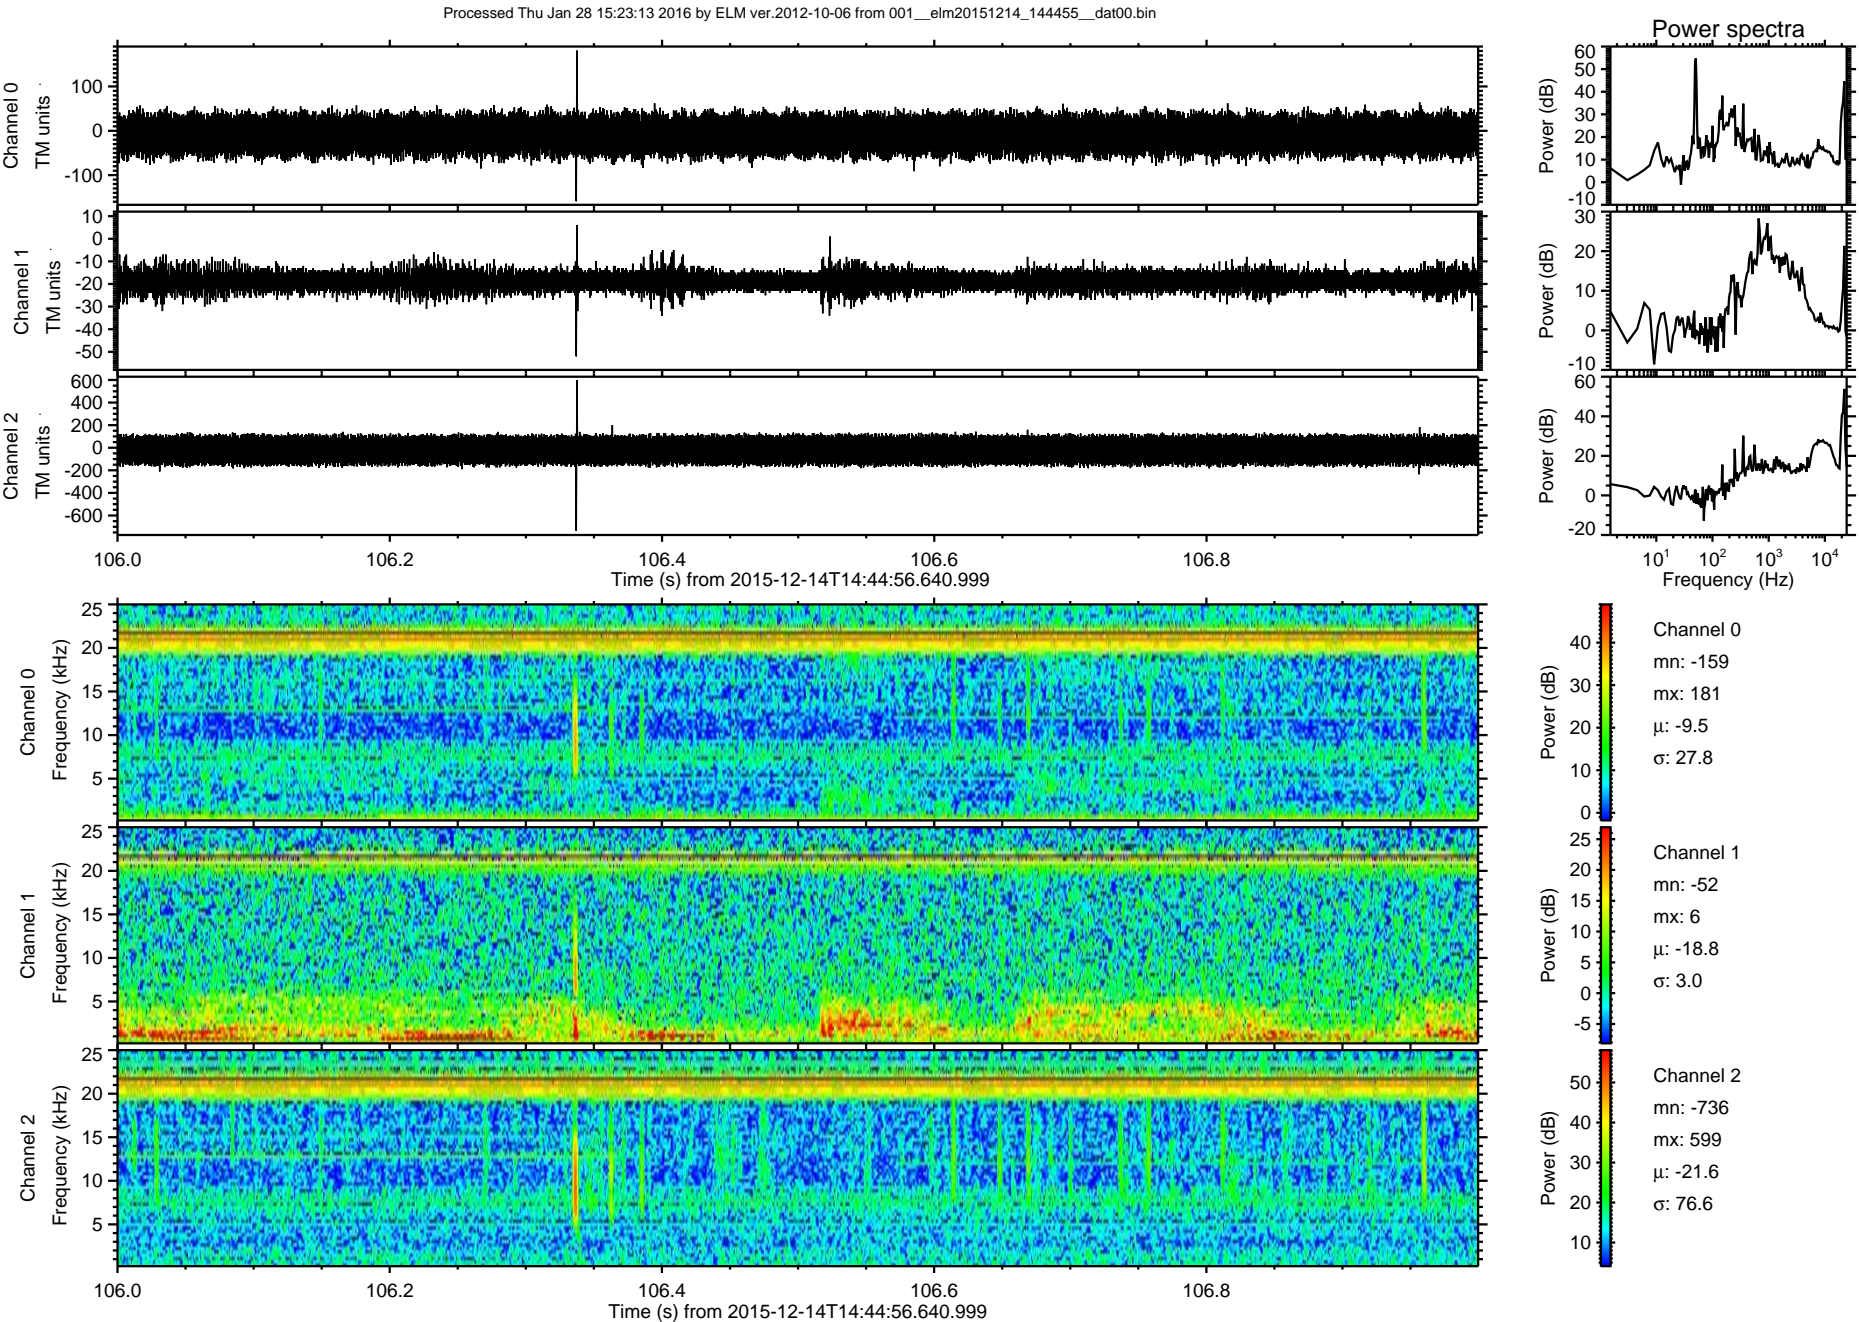 Processed Thu Jan 28 15:23:13 2016 by ELM ver.2012-10-06 from 001__elm20151214_144455__dat00.bin
Power spectra
Channel 0
TM units
100
0
-100
Power (dB)
60
50
40
30
20
10
0
-10
Channel 1
TM units
10
0
-10
-20
-30
-40
-50
Power (dB)
30
20
10
0
-10
Channel 2
TM units
600
400
200
0
-200
-400
-600
Power (dB)
60
40
20
0
-20
106.0 106.2 106.4 106.6 106.8
Time (s) from 2015-12-14T14:44:56.640.999
10¹ 10² 10³ 10⁴
Frequency (Hz)
Channel 0
Frequency (kHz)
25
20
15
10
5
Power (dB)
40
30
20
10
0
Channel 0
mn: -159
mx: 181
μ: -9.5
σ: 27.8
Channel 1
Frequency (kHz)
25
20
15
10
5
Power (dB)
25
20
15
10
5
0
-5
Channel 1
mn: -52
mx: 6
μ: -18.8
σ: 3.0
Channel 2
Frequency (kHz)
25
20
15
10
5
Power (dB)
50
40
30
20
10
Channel 2
mn: -736
mx: 599
μ: -21.6
σ: 76.6
106.0 106.2 106.4 106.6 106.8
Time (s) from 2015-12-14T14:44:56.640.999